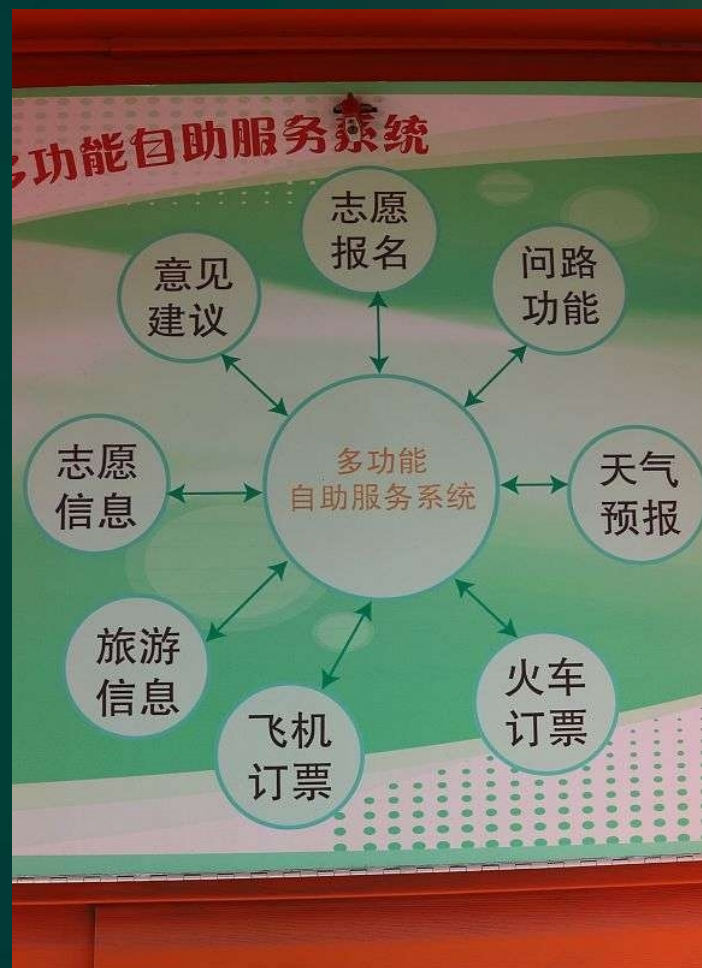 多功能自助服务系统
志愿
报名
问路
功能
意见
建议
多功能
自助服务系统
天气
预报
志愿
信息
旅游
信息
火车
订票
飞机
订票